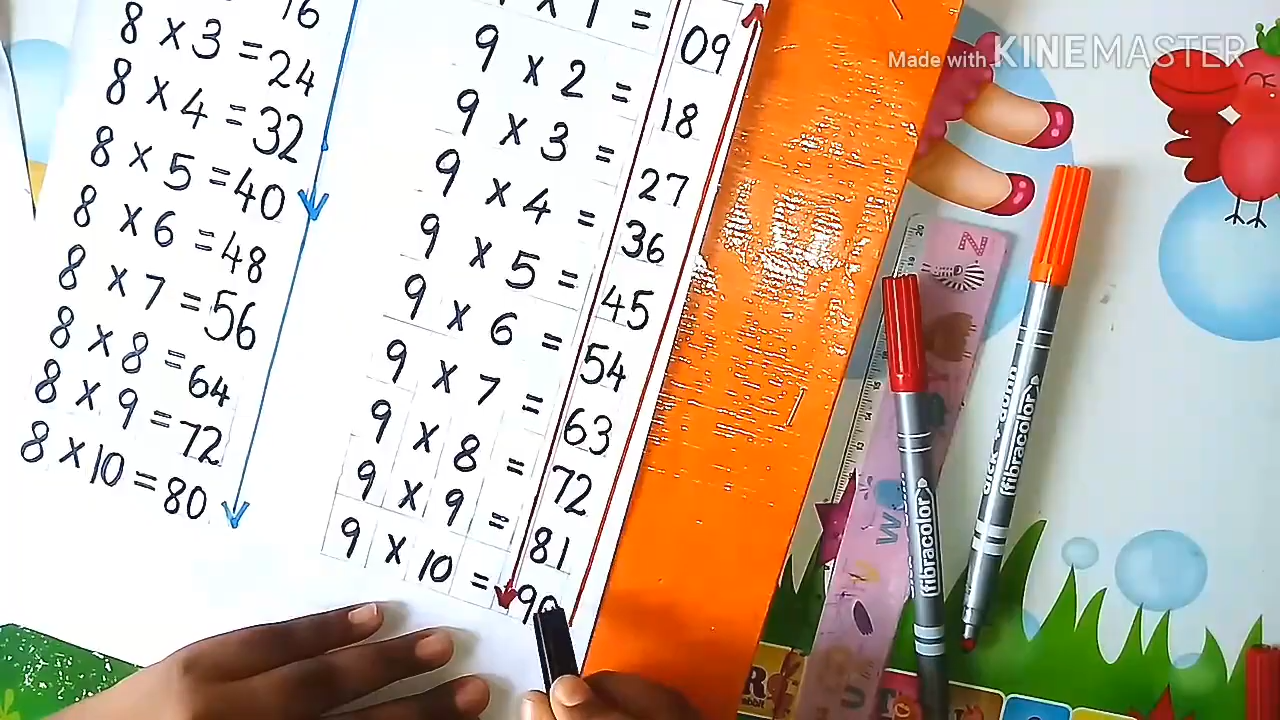 16
8 x 3 = 24
8 x 4 = 32
8 x 5 = 40
8 x 6 = 48
8 x 7 = 56
8 x 8 = 64
8 x 9 = 72
8 x 10 = 80
x 1 = 09
9 x 2 = 18
9 x 3 = 27
9 x 4 = 36
9 x 5 = 45
9 x 6 = 54
9 x 7 = 63
9 x 8 = 72
9 x 9 = 81
9 x 10 = 90
Made with KINEMASTER
fibracolor
fibracolor
20
N
W
U
R